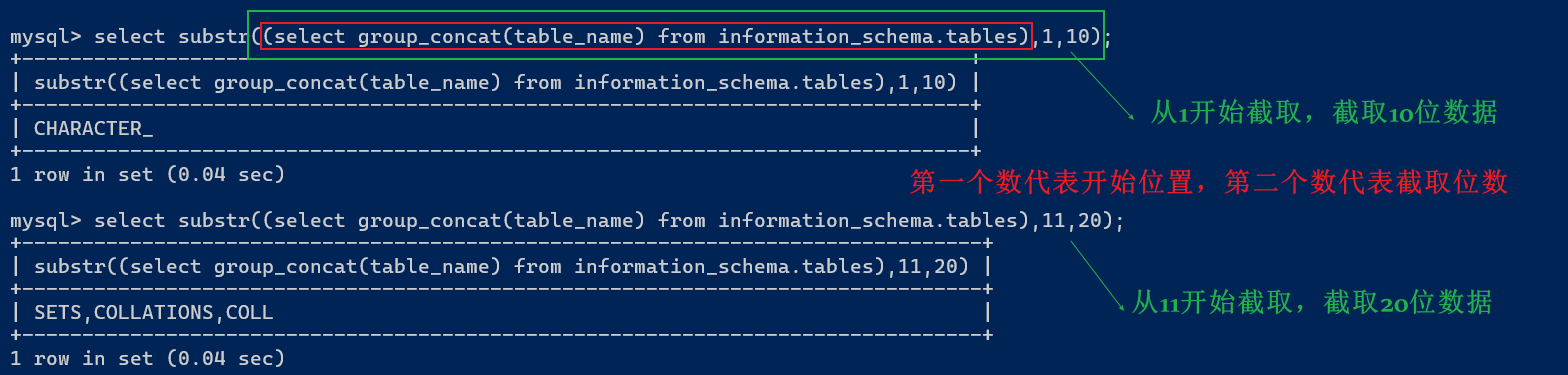 mysql> select substr((select group_concat(table_name) from information_schema.tables),1,10);
+-------------------------------------------------------------------------------+
| substr((select group_concat(table_name) from information_schema.tables),1,10) |
+-------------------------------------------------------------------------------+
从1开始截取，截取10位数据
| CHARACTER_                                                                    |
+-------------------------------------------------------------------------------+
1 row in set (0.04 sec)
第一个数代表开始位置，第二个数代表截取位数
mysql> select substr((select group_concat(table_name) from information_schema.tables),11,20);
+--------------------------------------------------------------------------------+
| substr((select group_concat(table_name) from information_schema.tables),11,20) |
+--------------------------------------------------------------------------------+
从11开始截取，截取20位数据
| SETS,COLLATIONS,COLL                                                           |
+--------------------------------------------------------------------------------+
1 row in set (0.04 sec)